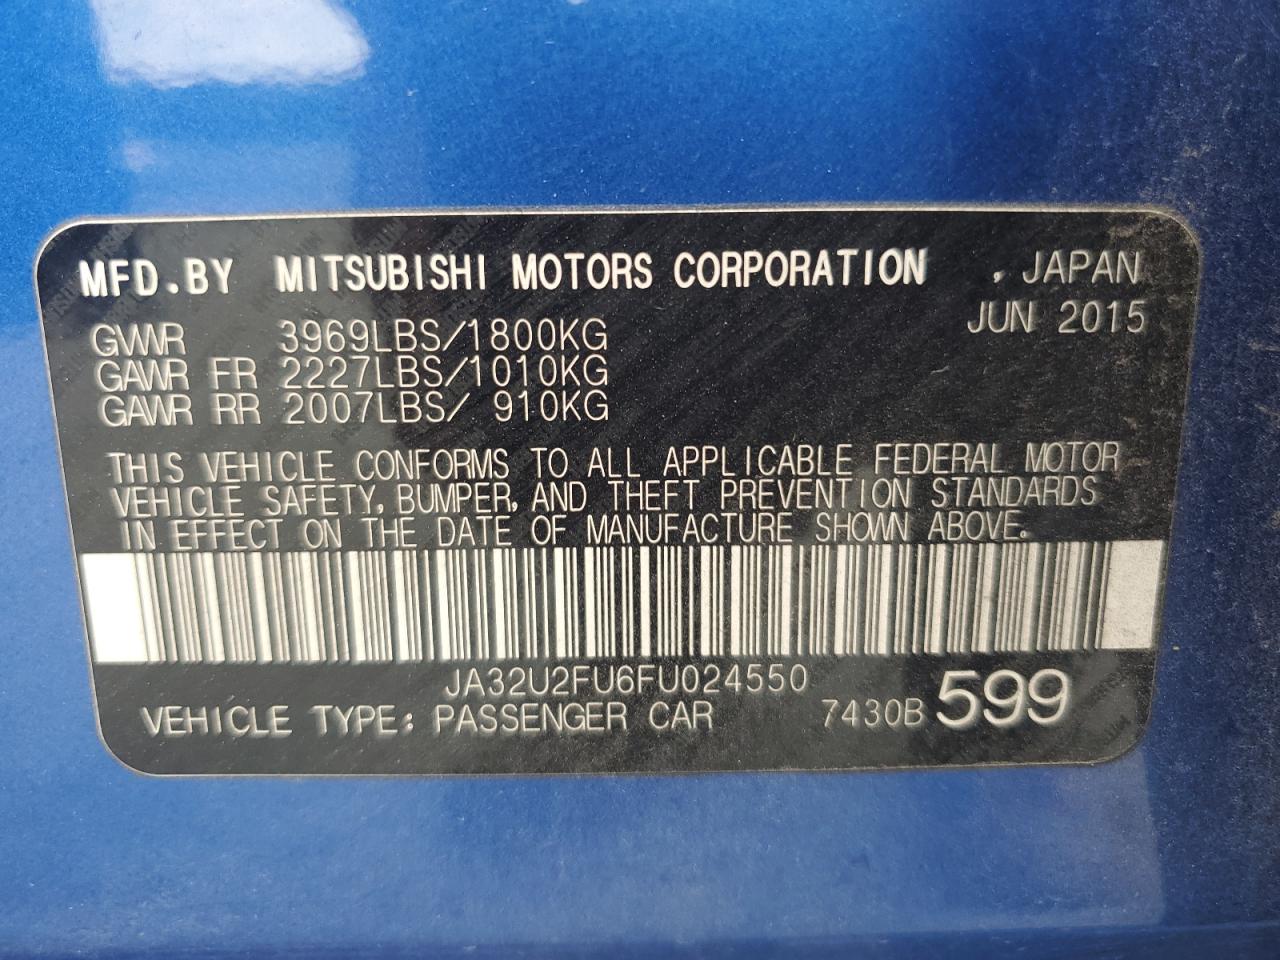 MFD.BY MITSUBISHI MOTORS CORPORATION , JAPAN
JUN 2015
GVWR 3969LBS/1800KG
GAWR FR 2227LBS/1010KG
GAWR RR 2007LBS/ 910KG
THIS VEHICLE CONFORMS TO ALL APPLICABLE FEDERAL MOTOR
VEHICLE SAFETY, BUMPER, AND THEFT PREVENTION STANDARDS
IN EFFECT ON THE DATE OF MANUFACTURE SHOWN ABOVE.
JA32U2FU6FU024550
VEHICLE TYPE: PASSENGER CAR 7430B 599